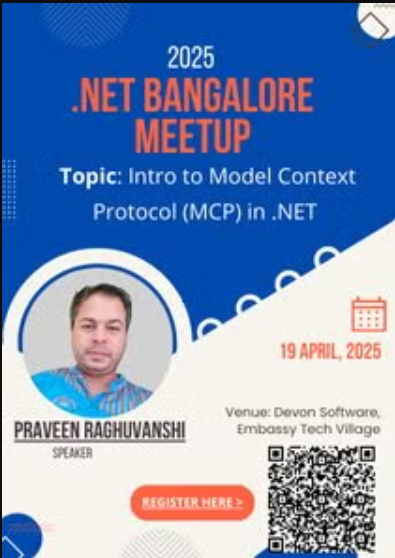 2025
.NET BANGALORE
MEETUP
Topic: Intro to Model Context
Protocol (MCP) in .NET
19 APRIL, 2025
Venue: Devon Software,
Embassy Tech Village
PRAVEEN RAGHUVANSHI
SPEAKER
REGISTER HERE >